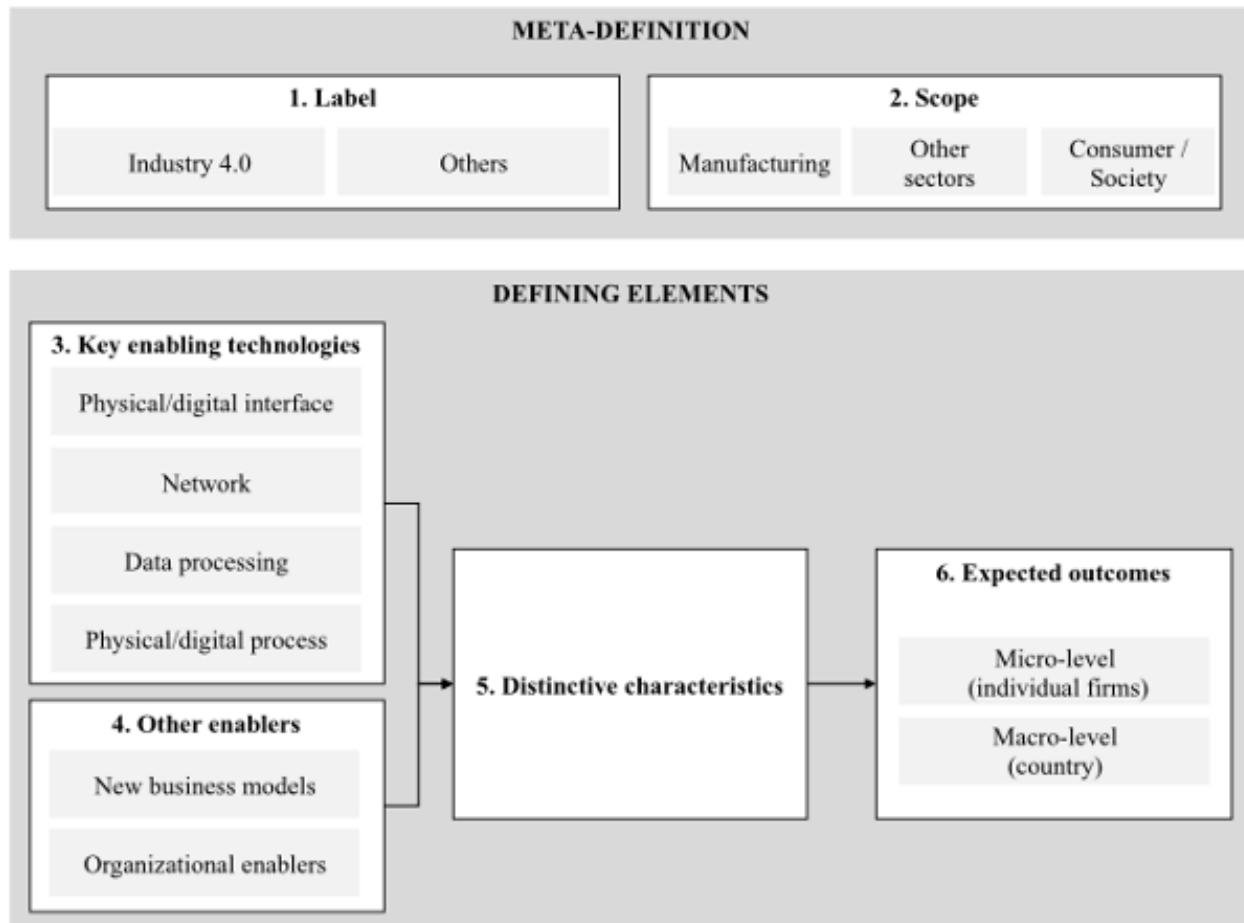 META-DEFINITION
1. Label
Industry 4.0
Others
2. Scope
Manufacturing
Other
sectors
Consumer /
Society
DEFINING ELEMENTS
3. Key enabling technologies
Physical/digital interface
Network
Data processing
Physical/digital process
4. Other enablers
New business models
Organizational enablers
5. Distinctive characteristics
6. Expected outcomes
Micro-level
(individual firms)
Macro-level
(country)